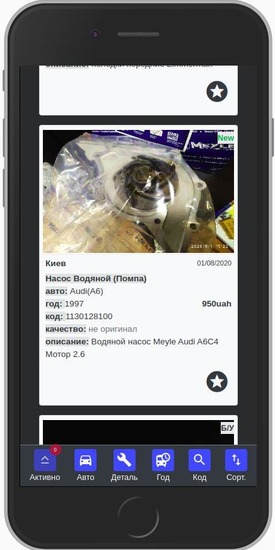 New
MEYLE
Киев 01/08/2020
Насос Водяной (Помпа)
авто: Audi(A6)
год: 1997 950uah
код: 1130128100
качество: не оригинал
описание: Водяной насос Meyle Audi A6C4
Мотор 2.6
Б/У
0
Активно Авто Деталь Год Код Сорт.